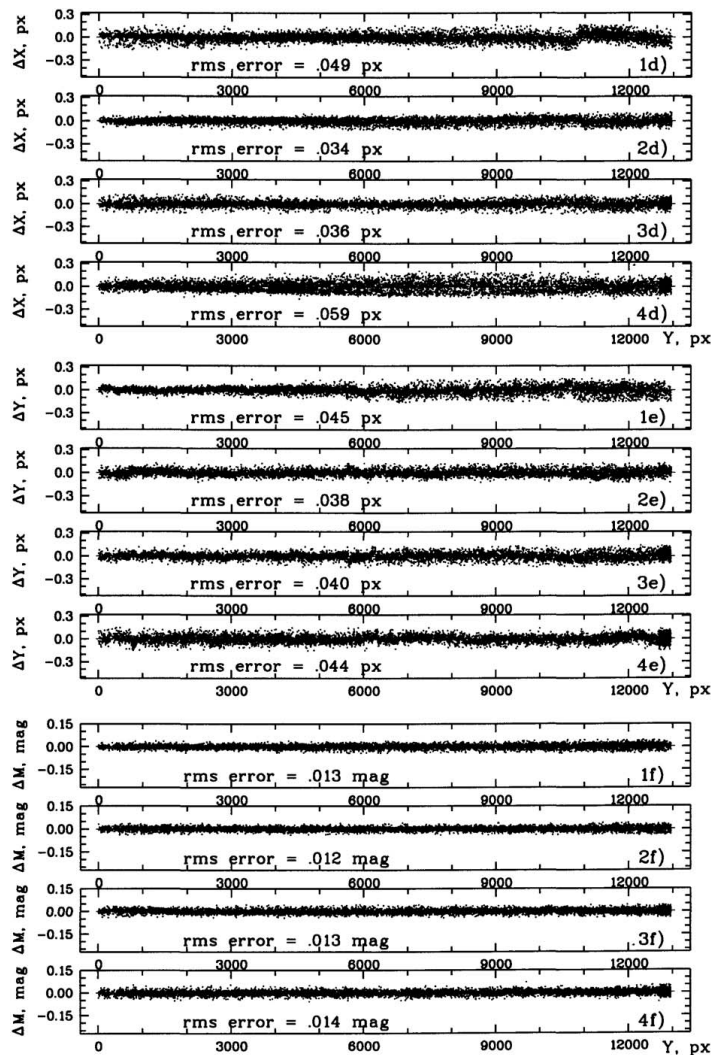 ΔX, px
0.3
0.0
−0.3
rms error = .049 px 1d)
0 3000 6000 9000 12000
ΔX, px
0.3
0.0
−0.3
rms error = .034 px 2d)
0 3000 6000 9000 12000
ΔX, px
0.3
0.0
−0.3
rms error = .036 px 3d)
0 3000 6000 9000 12000
ΔX, px
0.3
0.0
−0.3
rms error = .059 px 4d)
0 3000 6000 9000 12000 Y, px
ΔY, px
0.3
0.0
−0.3
rms error = .045 px 1e)
0 3000 6000 9000 12000
ΔY, px
0.3
0.0
−0.3
rms error = .038 px 2e)
0 3000 6000 9000 12000
ΔY, px
0.3
0.0
−0.3
rms error = .040 px 3e)
0 3000 6000 9000 12000
ΔY, px
0.3
0.0
−0.3
rms error = .044 px 4e)
0 3000 6000 9000 12000 Y, px
ΔM, mag
0.15
0.00
−0.15
rms error = .013 mag 1f)
0 3000 6000 9000 12000
ΔM, mag
0.15
0.00
−0.15
rms error = .012 mag 2f)
0 3000 6000 9000 12000
ΔM, mag
0.15
0.00
−0.15
rms error = .013 mag 3f)
0 3000 6000 9000 12000
ΔM, mag
0.15
0.00
−0.15
rms error = .014 mag 4f)
0 3000 6000 9000 12000 Y, px